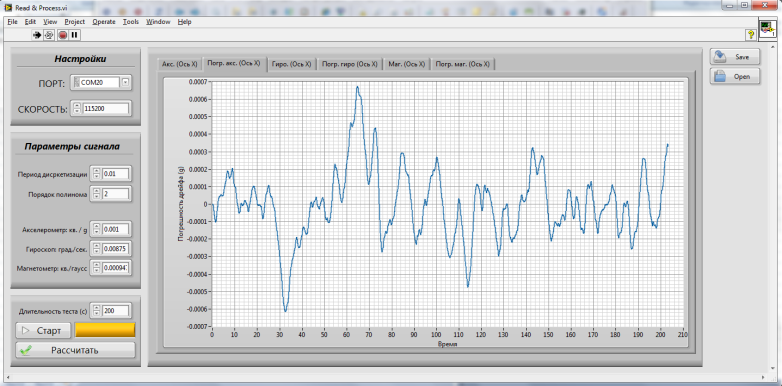 Read & Process.vi
File Edit View Project Operate Tools Window Help
Настройки
ПОРТ: COM20
СКОРОСТЬ: 115200
Параметры сигнала
Период дискретизации 0.01
Порядок полинома 2
Акселерометр: кв. / g 0.001
Гироскоп: град./сек. 0.00875
Магнетометр: кв./гаусс 0.00094
Длительность теста (с) 200
Старт
Рассчитать
Акс. (Ось X) Погр. акс. (Ось X) Гиро. (Ось X) Погр. гиро (Ось X) Маг. (Ось X) Погр. маг. (Ось X)
Погрешность дрейфа (g)
0.0007
0.0006
0.0005
0.0004
0.0003
0.0002
0.0001
0
-0.0001
-0.0002
-0.0003
-0.0004
-0.0005
-0.0006
-0.0007
0 10 20 30 40 50 60 70 80 90 100 110 120 130 140 150 160 170 180 190 200 210
Время
Save
Open